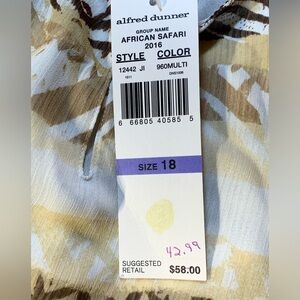 alfred dunner
GROUP NAME
AFRICAN SAFARI
2016
STYLE COLOR
12442 JI 960MULTI
6 66805 40585 5
SIZE 18
42.99
SUGGESTED
RETAIL $58.00